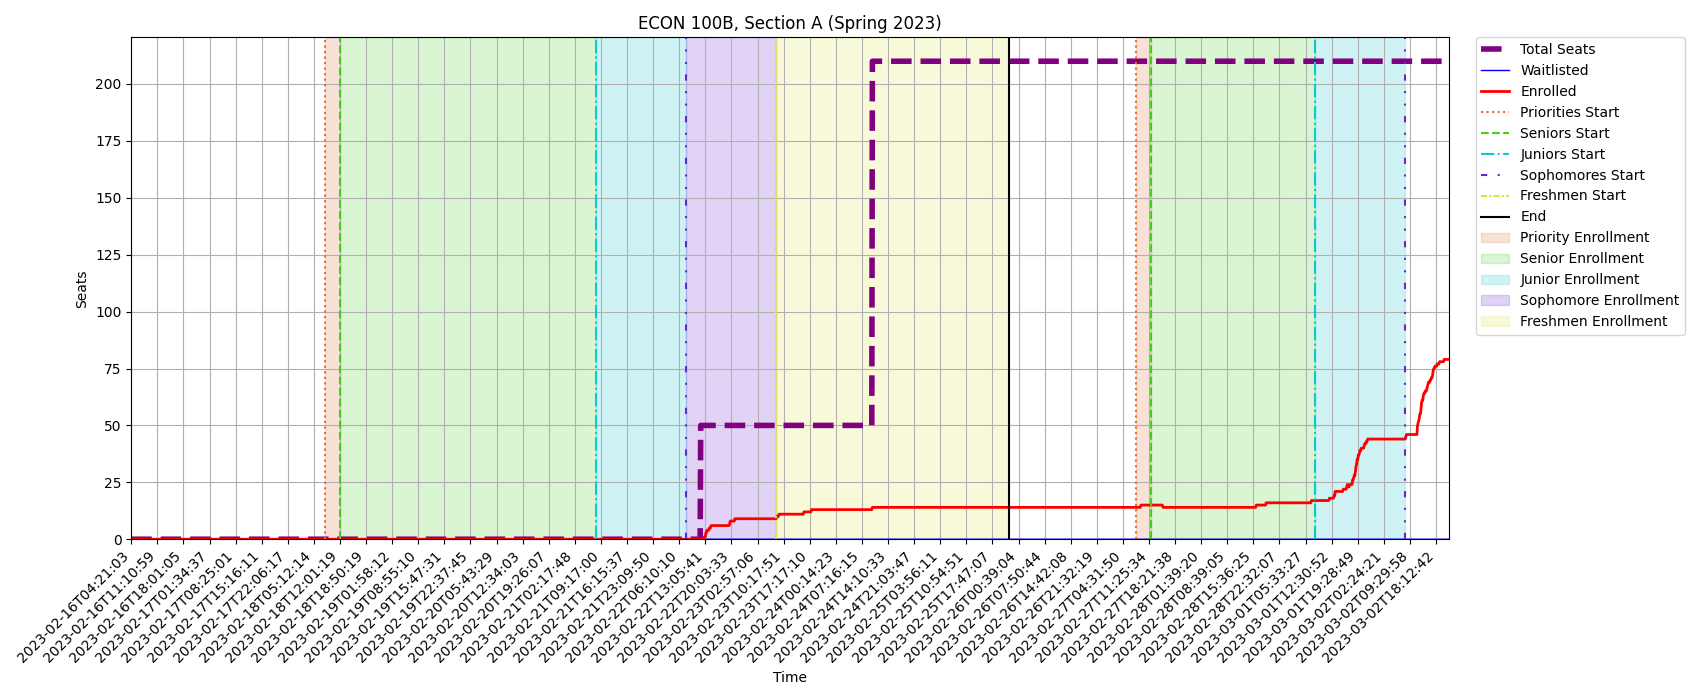 ECON 100B, Section A (Spring 2023)
Seats
200
175
150
125
100
75
50
25
0
2023-02-16T04:21:03
2023-02-16T11:10:59
2023-02-16T18:01:05
2023-02-17T01:34:37
2023-02-17T08:25:01
2023-02-17T15:16:11
2023-02-17T22:06:17
2023-02-18T05:12:14
2023-02-18T12:01:19
2023-02-18T18:50:19
2023-02-19T01:58:12
2023-02-19T08:55:10
2023-02-19T15:47:31
2023-02-19T22:37:45
2023-02-20T05:43:29
2023-02-20T12:34:03
2023-02-20T19:26:07
2023-02-21T02:17:48
2023-02-21T09:17:00
2023-02-21T16:15:37
2023-02-21T23:09:50
2023-02-22T06:10:10
2023-02-22T13:05:41
2023-02-22T20:03:33
2023-02-23T02:57:06
2023-02-23T10:17:51
2023-02-23T17:17:10
2023-02-24T00:14:23
2023-02-24T07:16:15
2023-02-24T14:10:33
2023-02-24T21:03:47
2023-02-25T03:56:11
2023-02-25T10:54:51
2023-02-25T17:47:07
2023-02-26T00:39:04
2023-02-26T07:50:44
2023-02-26T14:42:08
2023-02-26T21:32:19
2023-02-27T04:31:50
2023-02-27T11:25:34
2023-02-27T18:21:38
2023-02-28T01:39:20
2023-02-28T08:39:05
2023-02-28T15:36:25
2023-02-28T22:32:07
2023-03-01T05:33:27
2023-03-01T12:30:52
2023-03-01T19:28:49
2023-03-02T02:24:21
2023-03-02T09:29:58
2023-03-02T18:12:42
Time
Total Seats
Waitlisted
Enrolled
Priorities Start
Seniors Start
Juniors Start
Sophomores Start
Freshmen Start
End
Priority Enrollment
Senior Enrollment
Junior Enrollment
Sophomore Enrollment
Freshmen Enrollment